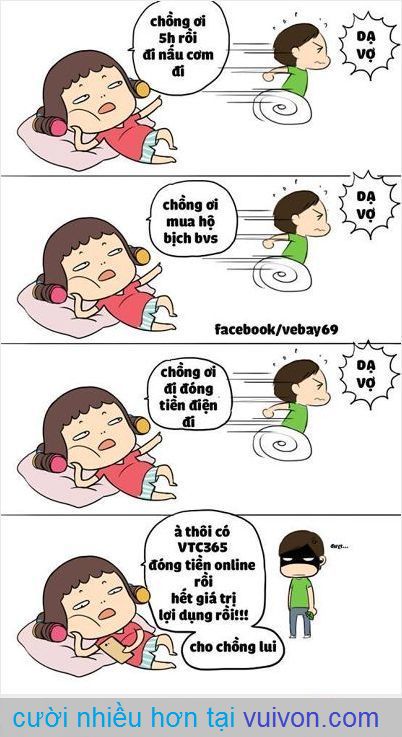 chồng ơi
5h rồi
đi nấu cơm
đi
DẠ
VỢ
chồng ơi
mua hộ
bịch bvs
DẠ
VỢ
facebook/vebay69
chồng ơi
đi đóng
tiền điện
đi
DẠ
VỢ
à thôi có
VTC365
đóng tiền online
rồi
hết giá trị
lợi dụng rồi!!!
cho chồng lui
được...
cười nhiều hơn tại vuivon.com